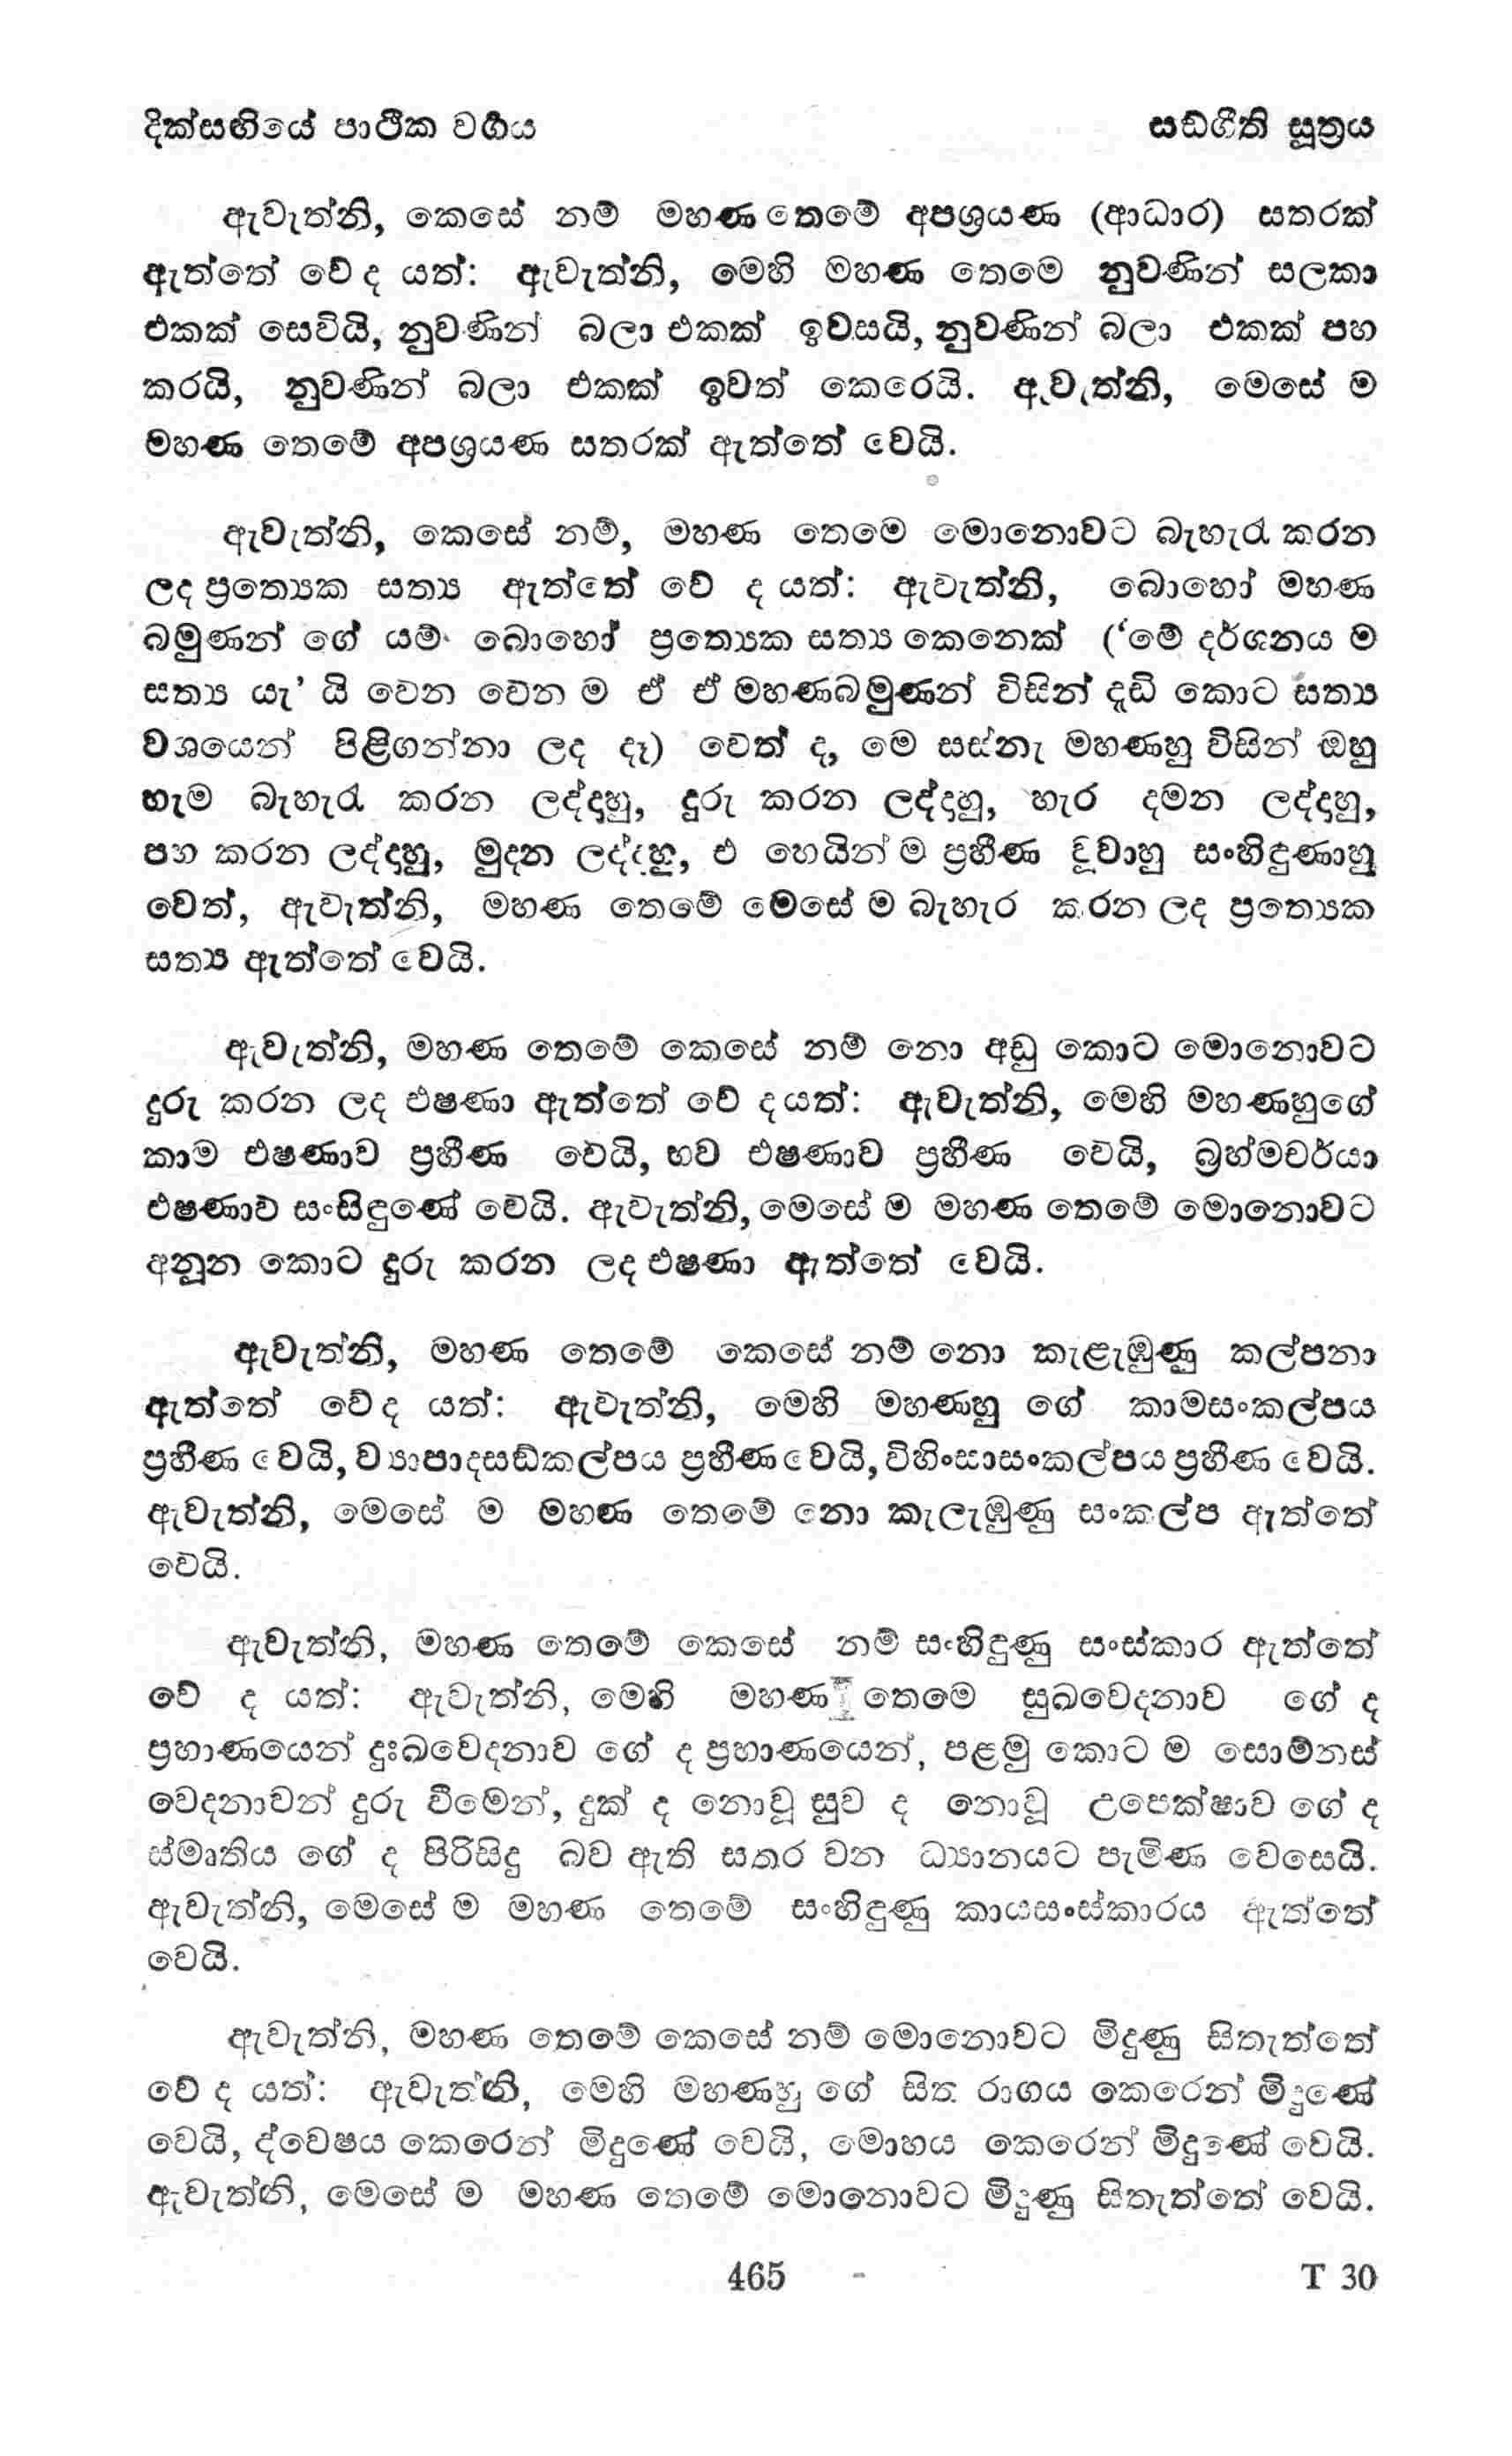 දික්සඟියේ පාථික වර්‍ගය
සඞ්ගීති සූත්‍රය
ඇවැත්නි, කෙසේ නම් මහණ තෙමේ අපශ්‍රයණ (ආධාර) සතරක්
ඇත්තේ වේ ද යත්: ඇවැත්නි, මෙහි මහණ තෙමෙ නුවණින් සලකා
එකක් සෙවියි, නුවණින් බලා එකක් ඉවසයි, නුවණින් බලා එකක් පහ
කරයි, නුවණින් බලා එකක් ඉවත් කෙරෙයි. ඇවැත්නි, මෙසේ ම
මහණ තෙමේ අපශ්‍රයණ සතරක් ඇත්තේ වෙයි.
ඇවැත්නි, කෙසේ නම්, මහණ තෙමෙ මොනොවට බැහැරැ කරන
ලද ප්‍රත්‍යෙක සත්‍ය ඇත්තේ වේ ද යත්: ඇවැත්නි, බොහෝ මහණ
බමුණන් ගේ යම් බොහෝ ප්‍රත්‍යෙක සත්‍ය කෙනෙක් (‘මේ දර්ශනය ම
සත්‍ය යැ’ යි වෙන වෙන ම ඒ ඒ මහණබමුණන් විසින් දැඩි කොට සත්‍ය
වශයෙන් පිළිගන්නා ලද දෑ) වෙත් ද, මෙ සස්නැ මහණහු විසින් ඔහු
හැම බැහැරැ කරන ලද්දහු, දුරු කරන ලද්දාහු, හැර දමන ලද්දාහු,
පහ කරන ලද්දාහු, මුදන ලද්දහු, එ හෙයින් ම ප්‍රහීණ වූවාහු සංහිඳුණාහු
වෙත්, ඇවැත්නි, මහණ තෙමේ මෙසේ ම බැහැර කරන ලද ප්‍රත්‍යෙක
සත්‍ය ඇත්තේ වෙයි.
ඇවැත්නි, මහණ තෙමේ කෙසේ නම් නො අඩු කොට මොනොවට
දුරු කරන ලද එෂණා ඇත්තේ වේ ද යත්: ඇවැත්නි, මෙහි මහණහුගේ
කාම එෂණාව ප්‍රහීණ වෙයි, භව එෂණාව ප්‍රහීණ වෙයි, බ්‍රහ්මචර්යා
එෂණාව සංසිඳුණේ වෙයි. ඇවැත්නි, මෙසේ ම මහණ තෙමේ මොනොවට
අනූන කොට දුරු කරන ලද එෂණා ඇත්තේ වෙයි.
ඇවැත්නි, මහණ තෙමේ කෙසේ නම් නො කැළැඹුණු කල්පනා
ඇත්තේ වේ ද යත්: ඇවැත්නි, මෙහි මහණහු ගේ කාමසංකල්පය
ප්‍රහීණ වෙයි, ව්‍යාපාදසඞ්කල්පය ප්‍රහීණ වෙයි, විහිංසාසංකල්පය ප්‍රහීණ වෙයි.
ඇවැත්නි, මෙසේ ම මහණ තෙමේ නො කැලැඹුණු සංකල්ප ඇත්තේ
වෙයි.
ඇවැත්නි, මහණ තෙමේ කෙසේ නම් සංහිඳුණු සංස්කාර ඇත්තේ
වේ ද යත්: ඇවැත්නි, මෙහි මහණ තෙමෙ සුඛවෙදනාව ගේ ද
ප්‍රහාණයෙන් දුඃඛවෙදනාව ගේ ද ප්‍රහාණයෙන්, පළමු කොට ම සොම්නස්
වෙදනාවන් දුරු වීමෙන්, දුක් ද නොවූ සුව ද නොවූ උපෙක්ෂාව ගේ ද
ස්මෘතිය ගේ ද පිරිසිදු බව ඇති සතර වන ධ්‍යානයට පැමිණ වෙසෙයි.
ඇවැත්නි, මෙසේ ම මහණ තෙමේ සංහිඳුණු කායසංස්කාරය ඇත්තේ
වෙයි.
ඇවැත්නි, මහණ තෙමේ කෙසේ නම් මොනොවට මිදුණු සිතැත්තේ
වේ ද යත්: ඇවැත්නි, මෙහි මහණහු ගේ සිත රාගය කෙරෙන් මිදුණේ
වෙයි, ද්වෙෂය කෙරෙන් මිදුණේ වෙයි, මොහය කෙරෙන් මිදුණේ වෙයි.
ඇවැත්නි, මෙසේ ම මහණ තෙමේ මොනොවට මිදුණු සිතැත්තේ වෙයි.
465
T 30